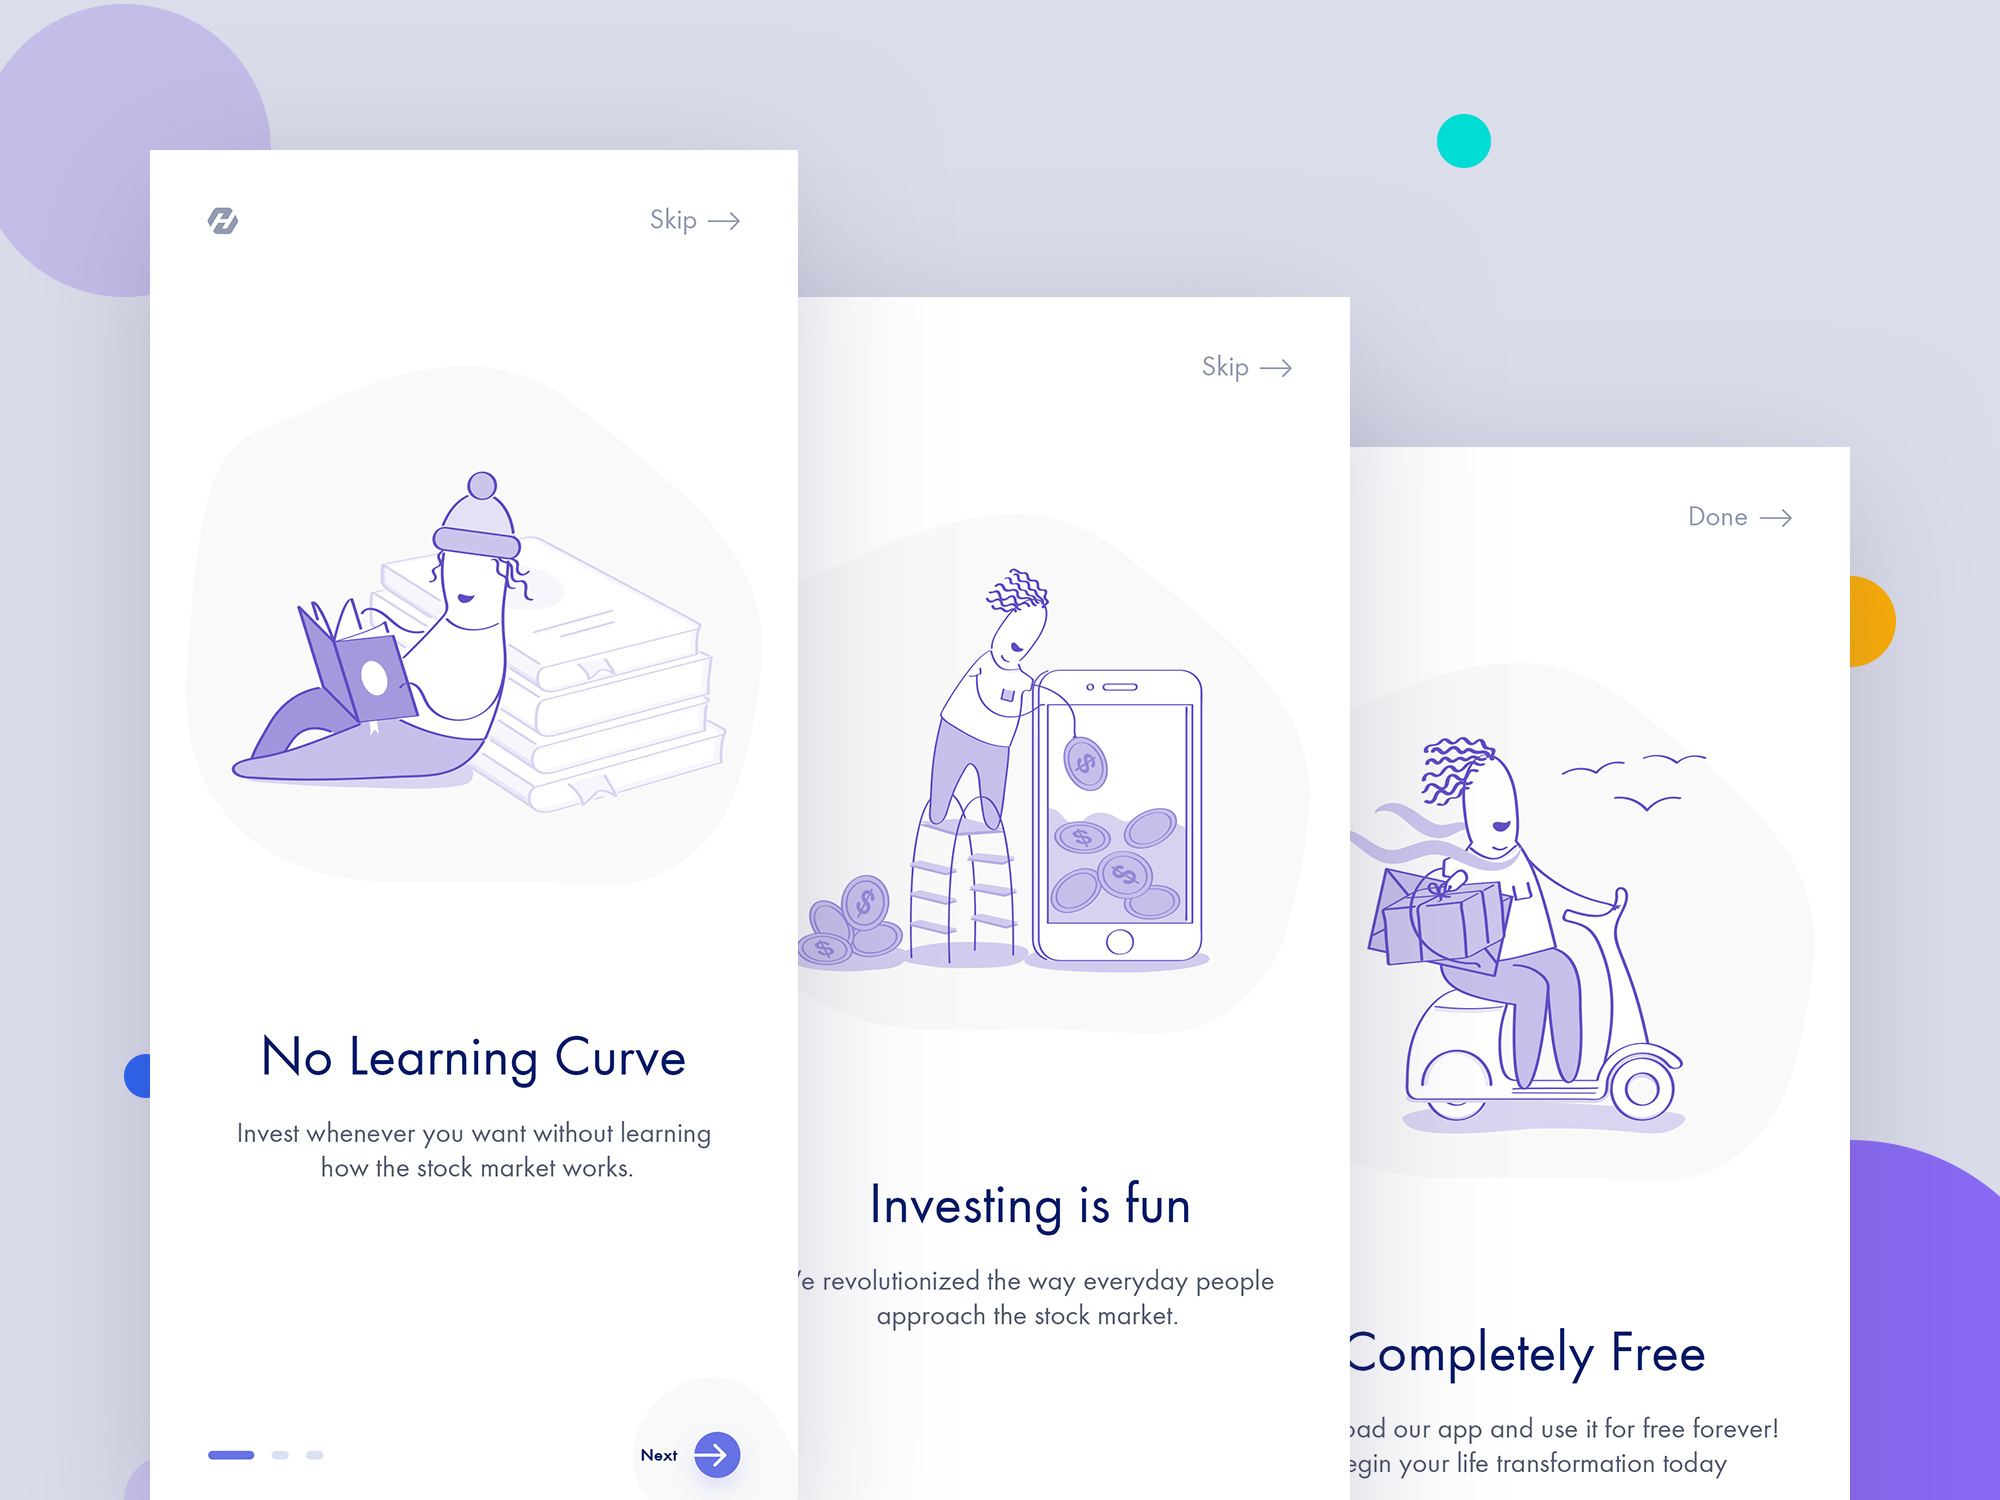 Skip
No Learning Curve
Invest whenever you want without learning
how the stock market works.
Next
Skip
Investing is fun
revolutionized the way everyday people
approach the stock market.
Done
Completely Free
our app and use it for free forever!
your life transformation today